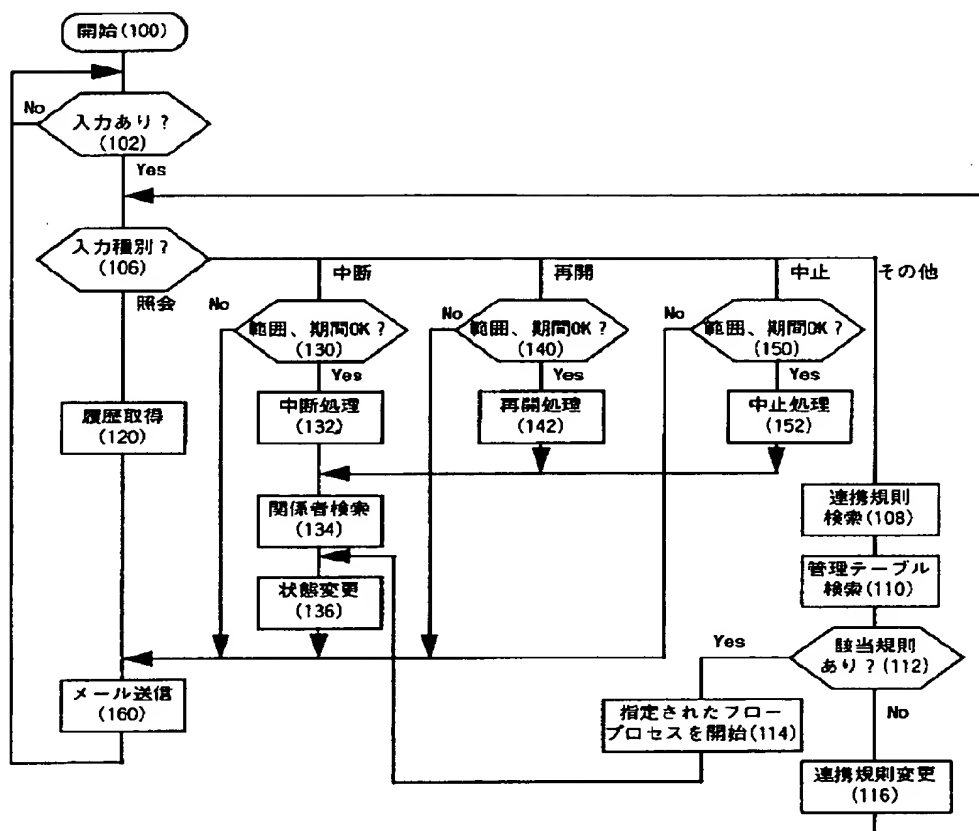 開始(100)
No
入力あり？
(102)
Yes
入力種別？
(106)
照会
中断
再開
中止
その他
No
範囲、期間OK？
(130)
Yes
No
範囲、期間OK？
(140)
Yes
No
範囲、期間OK？
(150)
Yes
履歴取得
(120)
中断処理
(132)
再開処理
(142)
中止処理
(152)
関係者検索
(134)
状態変更
(136)
連携規則
検索(108)
管理テーブル
検索(110)
該当規則
あり？(112)
Yes
No
メール送信
(160)
指定されたフロー
プロセスを開始(114)
連携規則変更
(116)